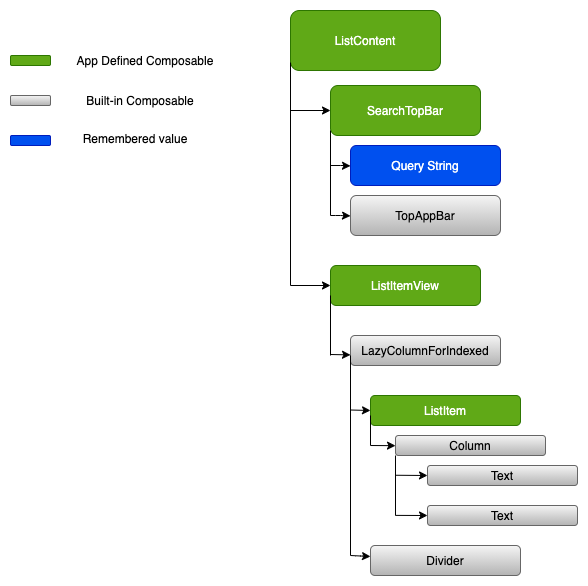 ListContent
App Defined Composable
Built-in Composable
Remembered value
SearchTopBar
Query String
TopAppBar
ListItemView
LazyColumnForIndexed
ListItem
Column
Text
Text
Divider